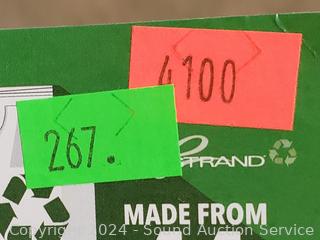 4100
267.
STRAND
MADE FROM
Copyright 2024 - Sound Auction Service